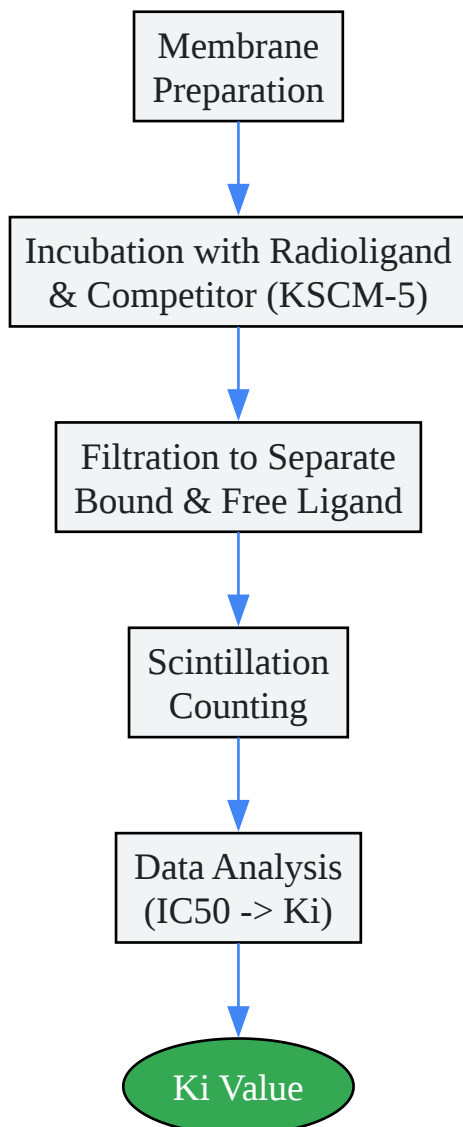 Membrane
Preparation
Incubation with Radioligand
& Competitor (KSCM-5)
Filtration to Separate
Bound & Free Ligand
Scintillation
Counting
Data Analysis
(IC50 -> Ki)
Ki Value